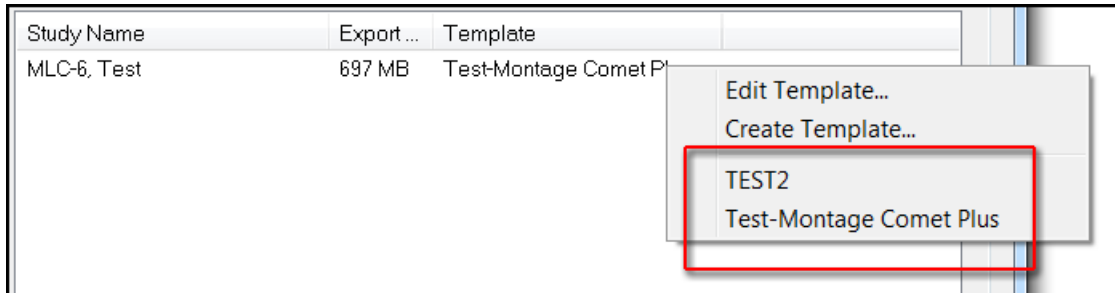 Study Name Export ... Template
MLC-6, Test 697 MB Test-Montage Comet Pl
Edit Template...
Create Template...
TEST2
Test-Montage Comet Plus